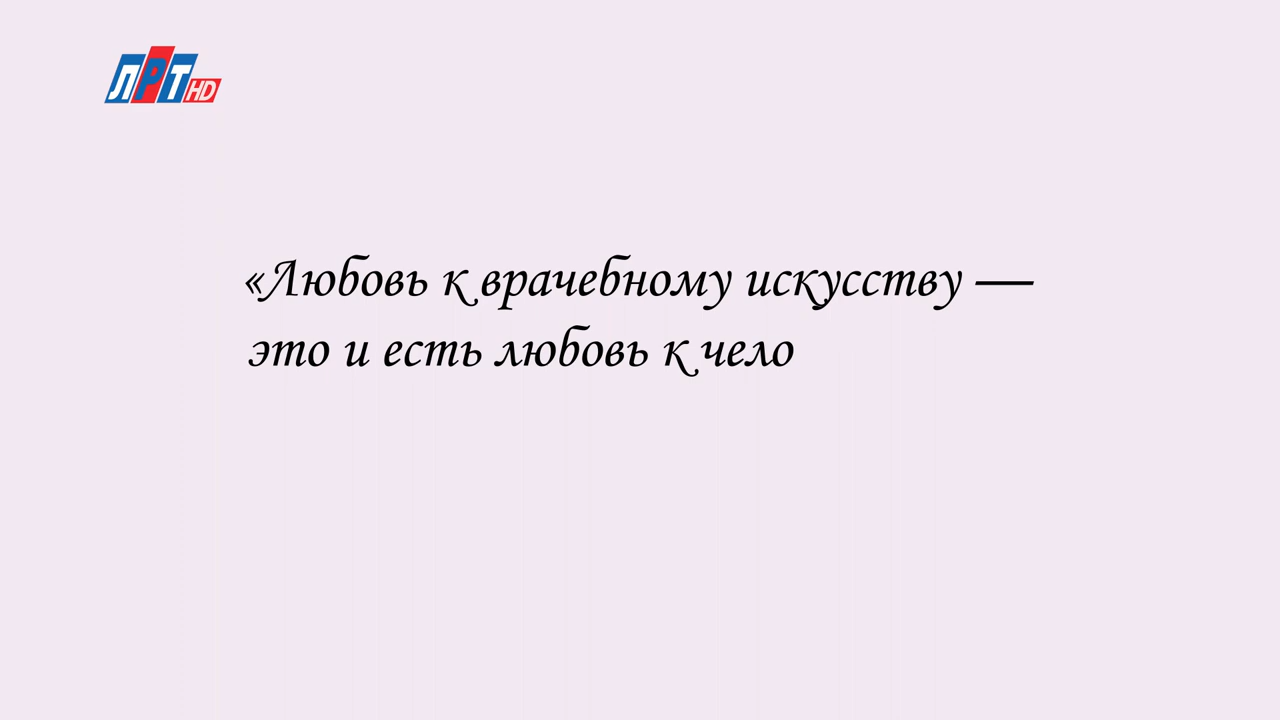 ЛРТ HD
«Любовь к врачебному искусству —
это и есть любовь к чело